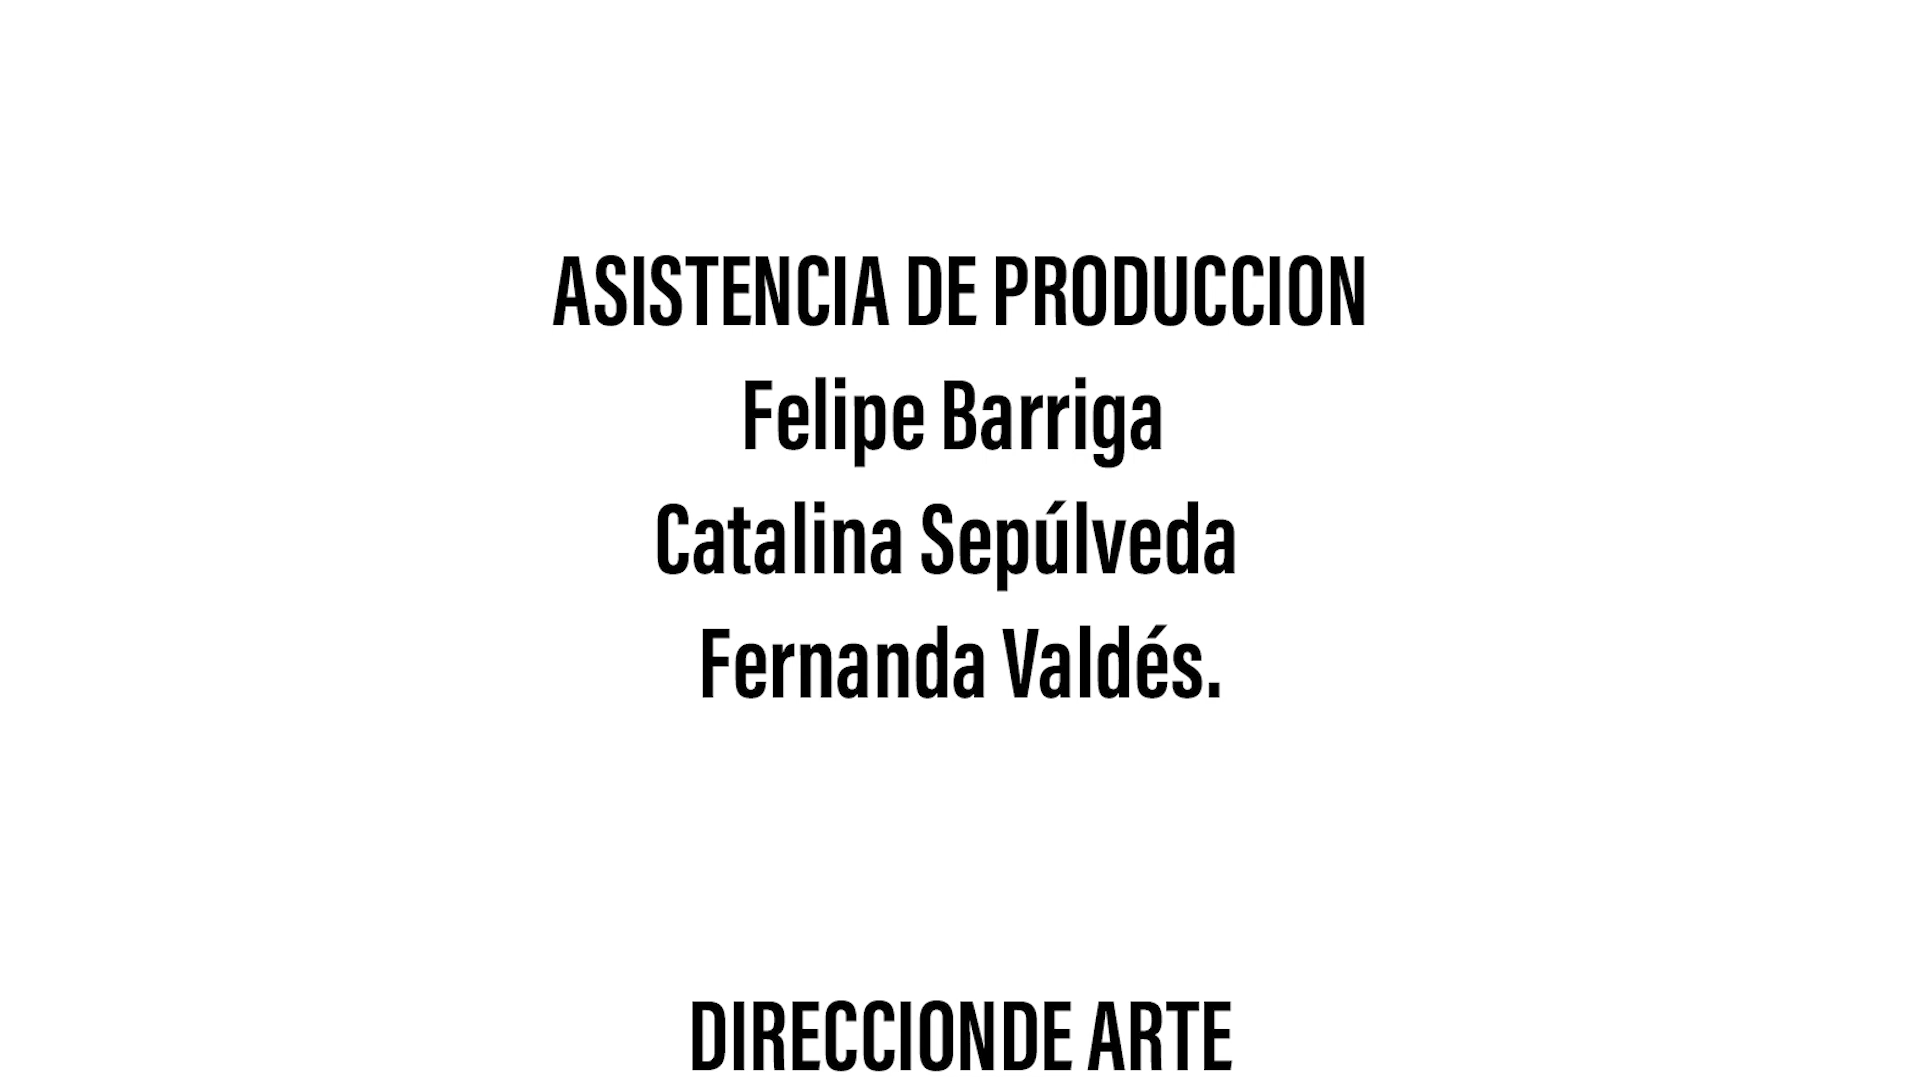 ASISTENCIA DE PRODUCCION
Felipe Barriga
Catalina Sepúlveda
Fernanda Valdés.
DIRECCIONDE ARTE